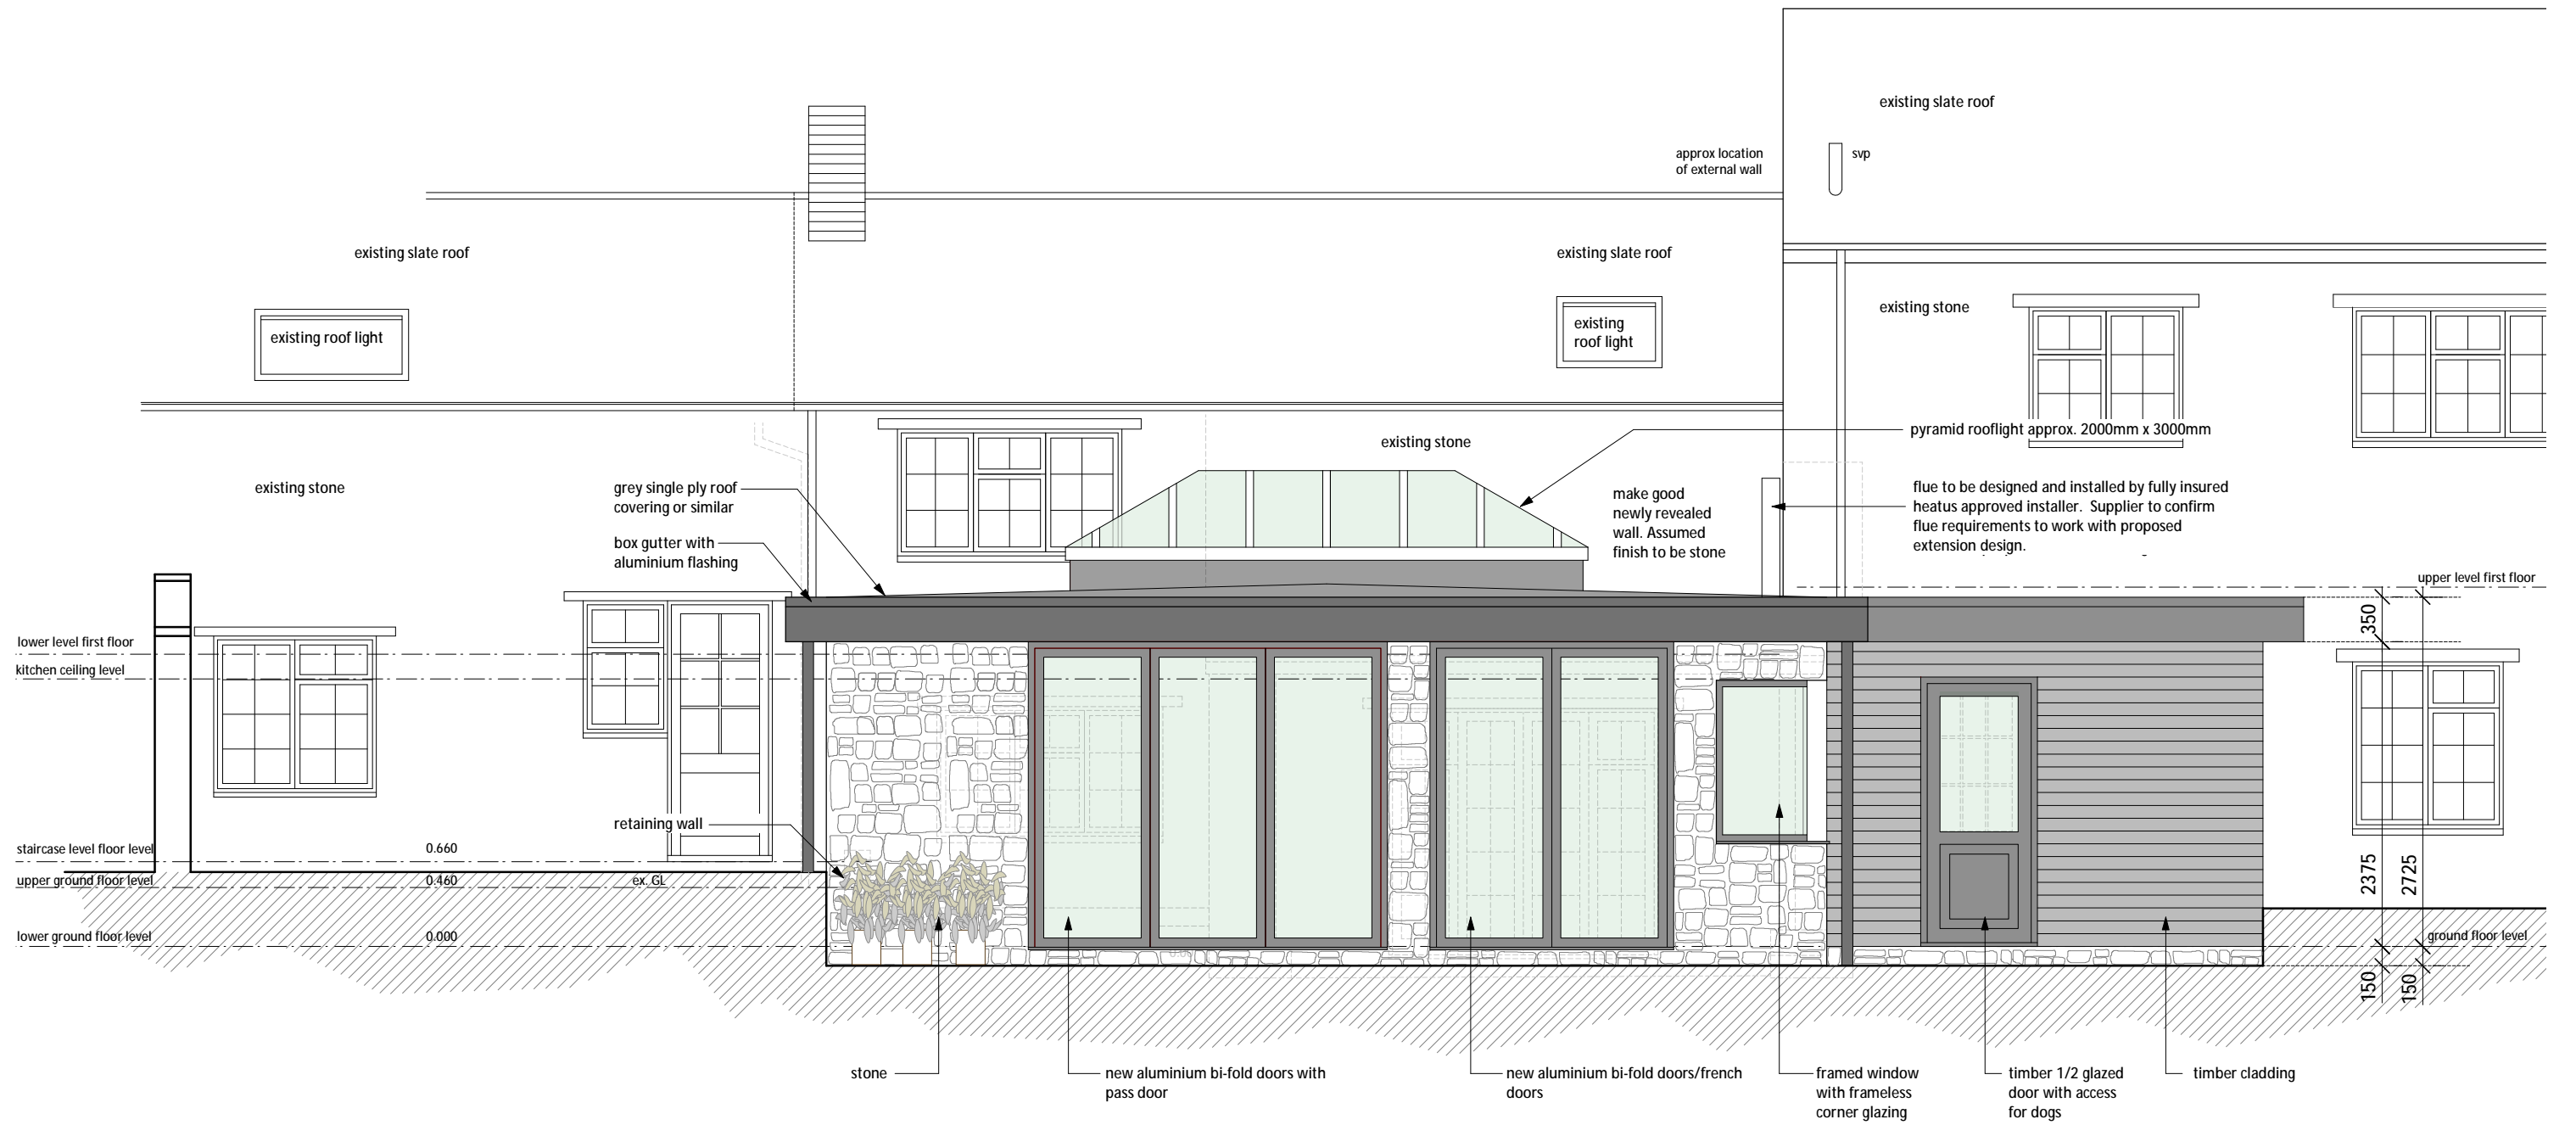 existing slate roof
approx location
of external wall
svp
existing slate roof
existing slate roof
existing stone
existing roof light
existing
roof light
pyramid rooflight approx. 2000mm x 3000mm
existing stone
existing stone
grey single ply roof
covering or similar
make good
newly revealed
wall. Assumed
finish to be stone
flue to be designed and installed by fully insured
heatus approved installer. Supplier to confirm
flue requirements to work with proposed
extension design.
box gutter with
aluminium flashing
upper level first floor
350
lower level first floor
kitchen ceiling level
retaining wall
staircase level floor level
0.660
upper ground floor level
0.460
ex. GL
2375
2725
lower ground floor level
0.000
ground floor level
150
150
stone
new aluminium bi-fold doors with
pass door
new aluminium bi-fold doors/french
doors
framed window
with frameless
corner glazing
timber 1/2 glazed
door with access
for dogs
timber cladding